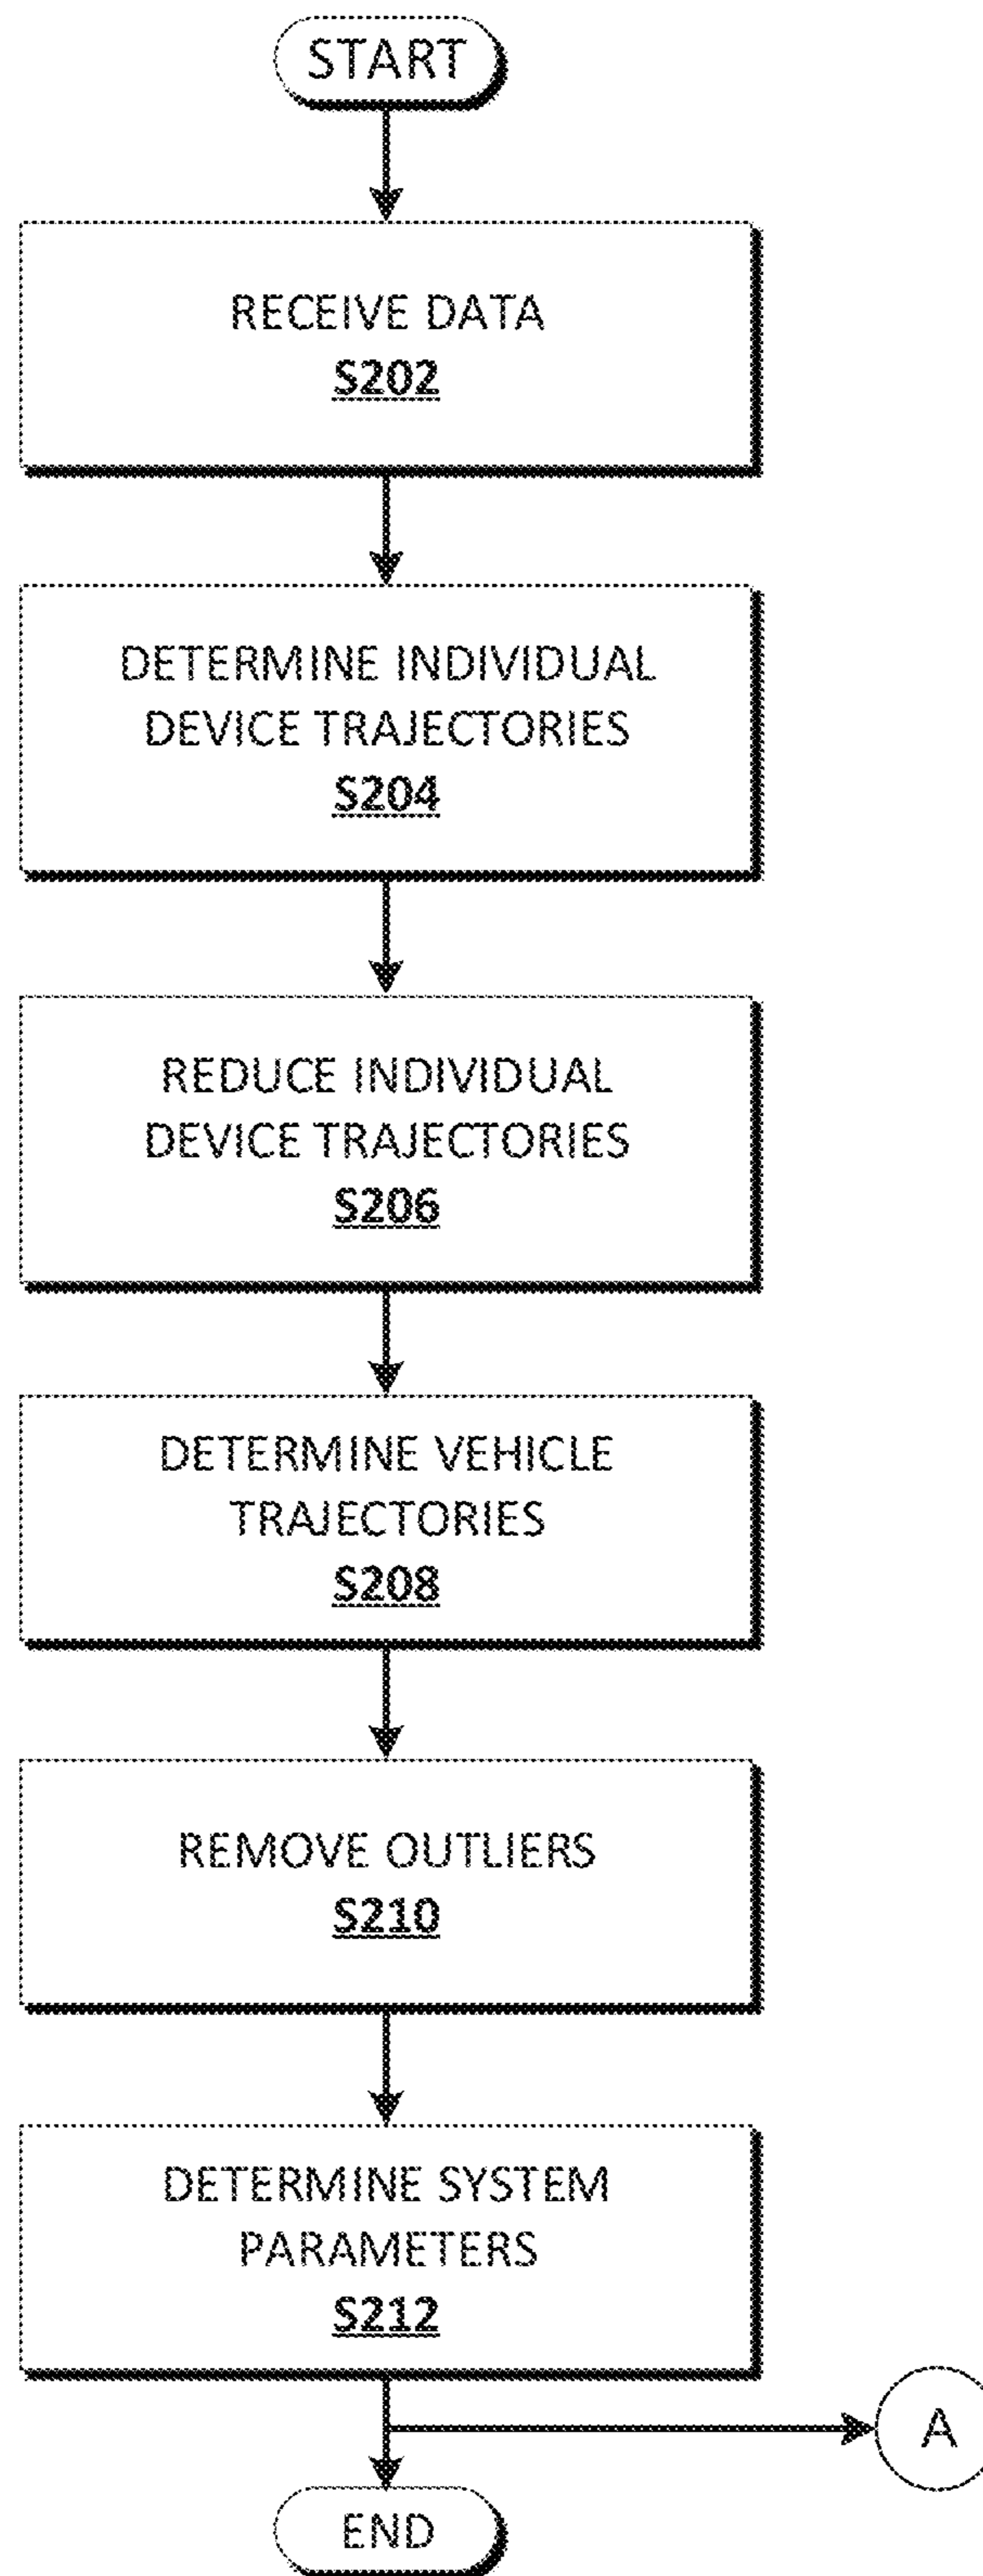 START
RECEIVE DATA
S202
DETERMINE INDIVIDUAL
DEVICE TRAJECTORIES
S204
REDUCE INDIVIDUAL
DEVICE TRAJECTORIES
S206
DETERMINE VEHICLE
TRAJECTORIES
S208
REMOVE OUTLIERS
S210
DETERMINE SYSTEM
PARAMETERS
S212
A
END